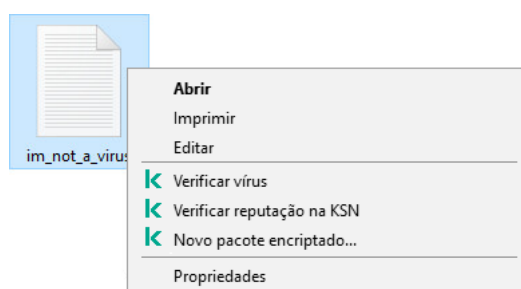 im_not_a_virus
Abrir
Imprimir
Editar
Verificar vírus
Verificar reputação na KSN
Novo pacote encriptado...
Propriedades